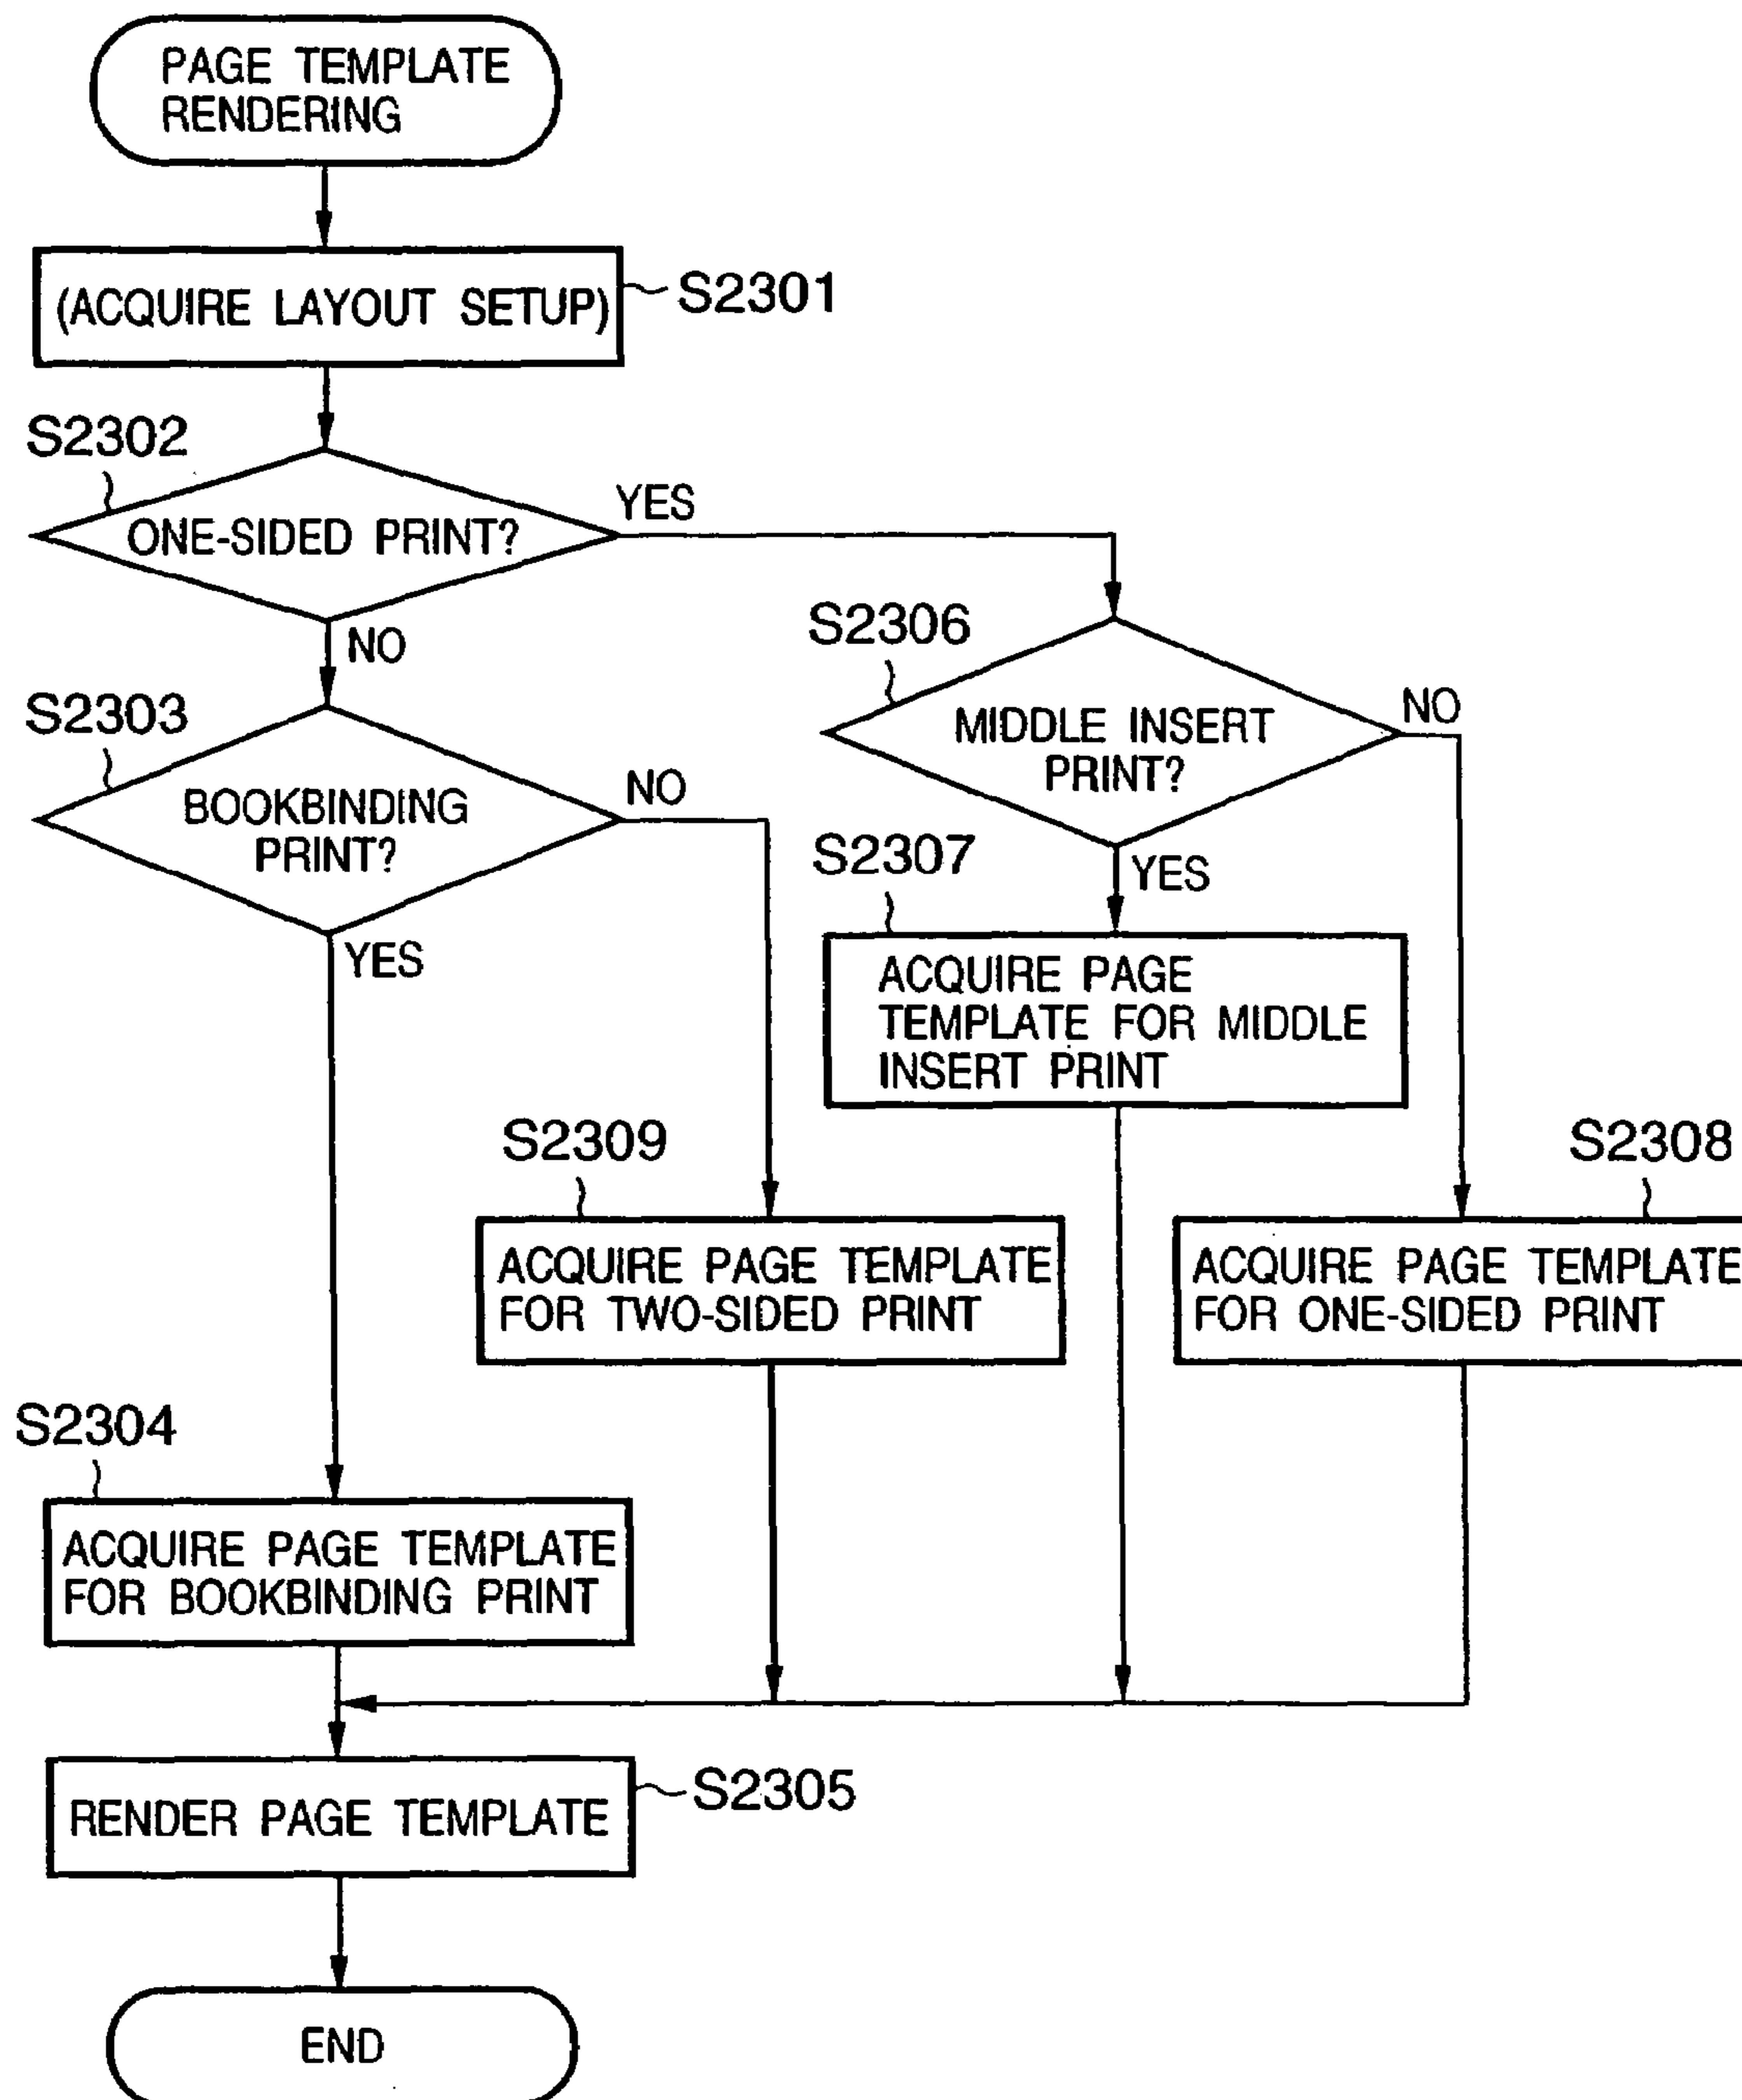 PAGE TEMPLATE
RENDERING
(ACQUIRE LAYOUT SETUP)
S2301
S2302
ONE-SIDED PRINT?
YES
NO
S2306
MIDDLE INSERT
PRINT?
NO
YES
S2303
BOOKBINDING
PRINT?
NO
YES
S2307
ACQUIRE PAGE
TEMPLATE FOR MIDDLE
INSERT PRINT
S2309
ACQUIRE PAGE TEMPLATE
FOR TWO-SIDED PRINT
S2308
ACQUIRE PAGE TEMPLATE
FOR ONE-SIDED PRINT
S2304
ACQUIRE PAGE TEMPLATE
FOR BOOKBINDING PRINT
RENDER PAGE TEMPLATE
S2305
END